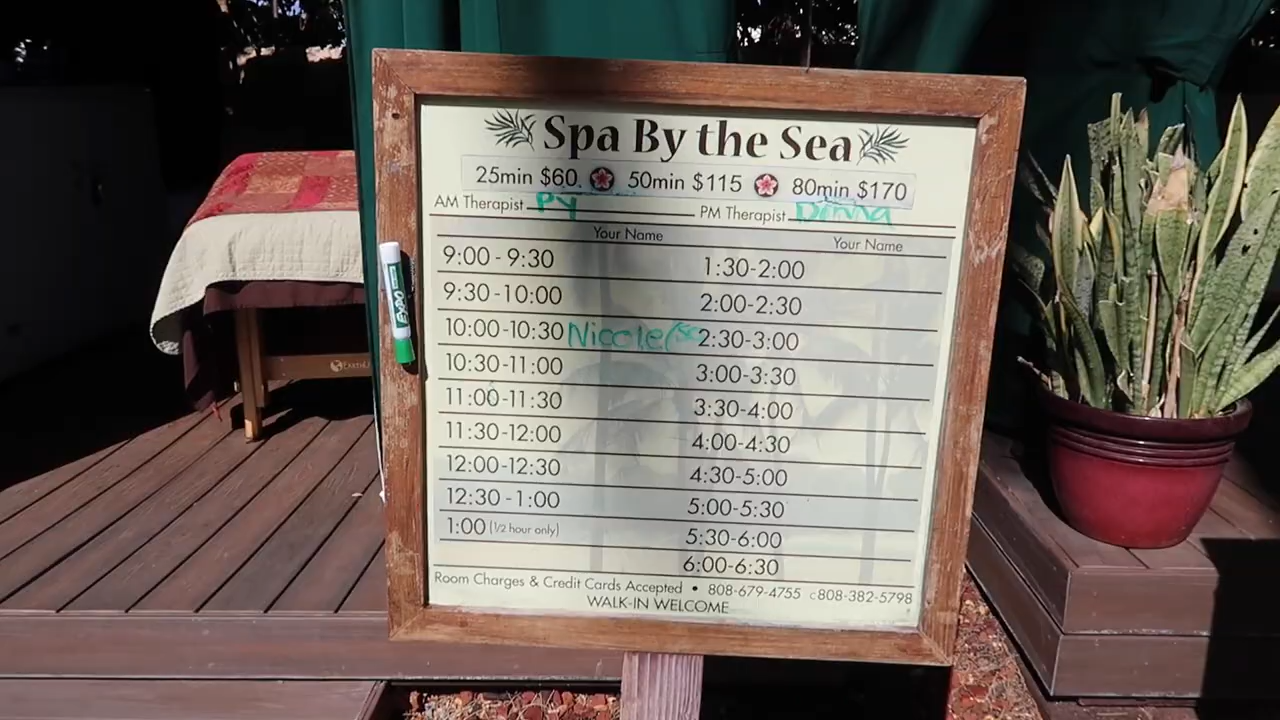 Spa By the Sea
25min $60. 50min $115 80min $170
AM Therapist Py PM Therapist Donna
Your Name Your Name
9:00 - 9:30 1:30-2:00
9:30 -10:00 2:00-2:30
10:00-10:30 Nicole (50 2:30-3:00
10:30-11:00 3:00-3:30
11:00-11:30 3:30-4:00
11:30-12:00 4:00-4:30
12:00-12:30 4:30-5:00
12:30 -1:00 5:00-5:30
1:00 (1/2 hour only) 5:30-6:00
6:00-6:30
Room Charges & Credit Cards Accepted • 808-679-4755 c808-382-5798
WALK-IN WELCOME
EXPO